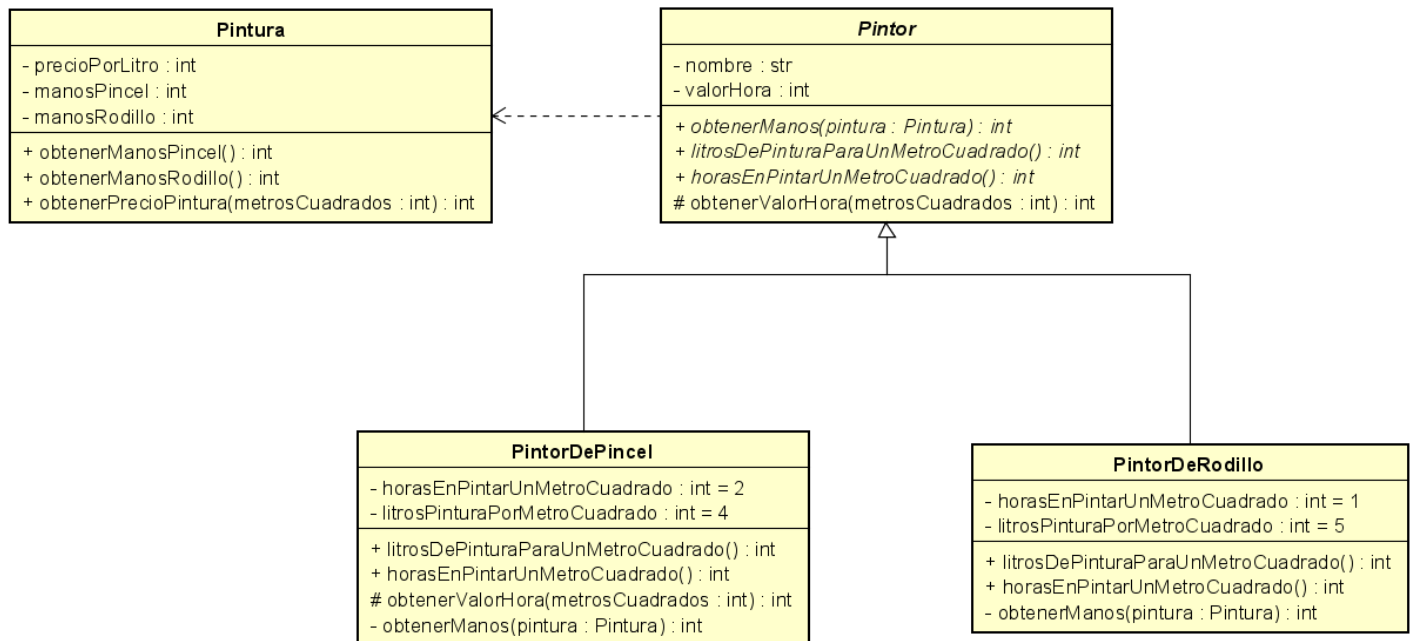 Pintura
- precioPorLitro : int
- manosPincel : int
- manosRodillo : int
+ obtenerManosPincel() : int
+ obtenerManosRodillo() : int
+ obtenerPrecioPintura(metrosCuadrados : int) : int
Pintor
- nombre : str
- valorHora : int
+ obtenerManos(pintura : Pintura) : int
+ litrosDePinturaParaUnMetroCuadrado() : int
+ horasEnPintarUnMetroCuadrado() : int
# obtenerValorHora(metrosCuadrados : int) : int
PintorDePincel
- horasEnPintarUnMetroCuadrado : int = 2
- litrosPinturaPorMetroCuadrado : int = 4
+ litrosDePinturaParaUnMetroCuadrado() : int
+ horasEnPintarUnMetroCuadrado() : int
# obtenerValorHora(metrosCuadrados : int) : int
- obtenerManos(pintura : Pintura) : int
PintorDeRodillo
- horasEnPintarUnMetroCuadrado : int = 1
- litrosPinturaPorMetroCuadrado : int = 5
+ litrosDePinturaParaUnMetroCuadrado() : int
+ horasEnPintarUnMetroCuadrado() : int
- obtenerManos(pintura : Pintura) : int